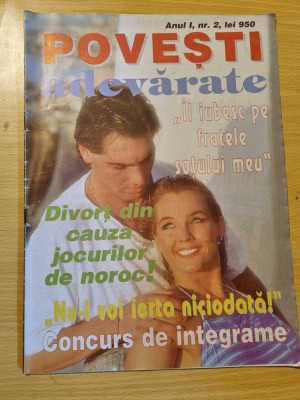 Anul I, nr. 2, lei 950
POVEȘTI
adevărate
„Îl iubesc pe
fratele
soțului meu“
Divorț din
cauza
jocurilor
de noroc!
„Nu-l voi ierta niciodată!“
Concurs de integrame